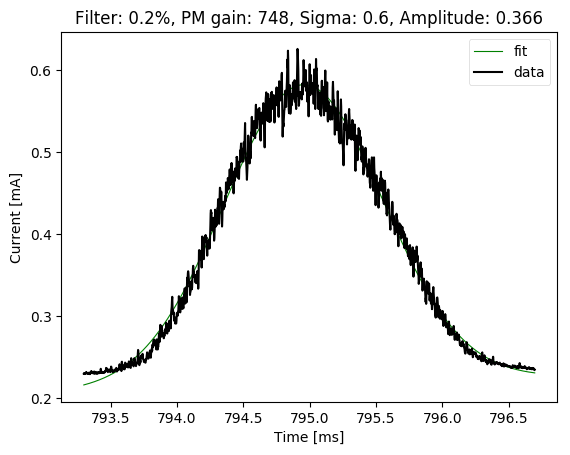 Filter: 0.2%, PM gain: 748, Sigma: 0.6, Amplitude: 0.366
fit
data
Current [mA]
0.6
0.5
0.4
0.3
0.2
793.5 794.0 794.5 795.0 795.5 796.0 796.5
Time [ms]